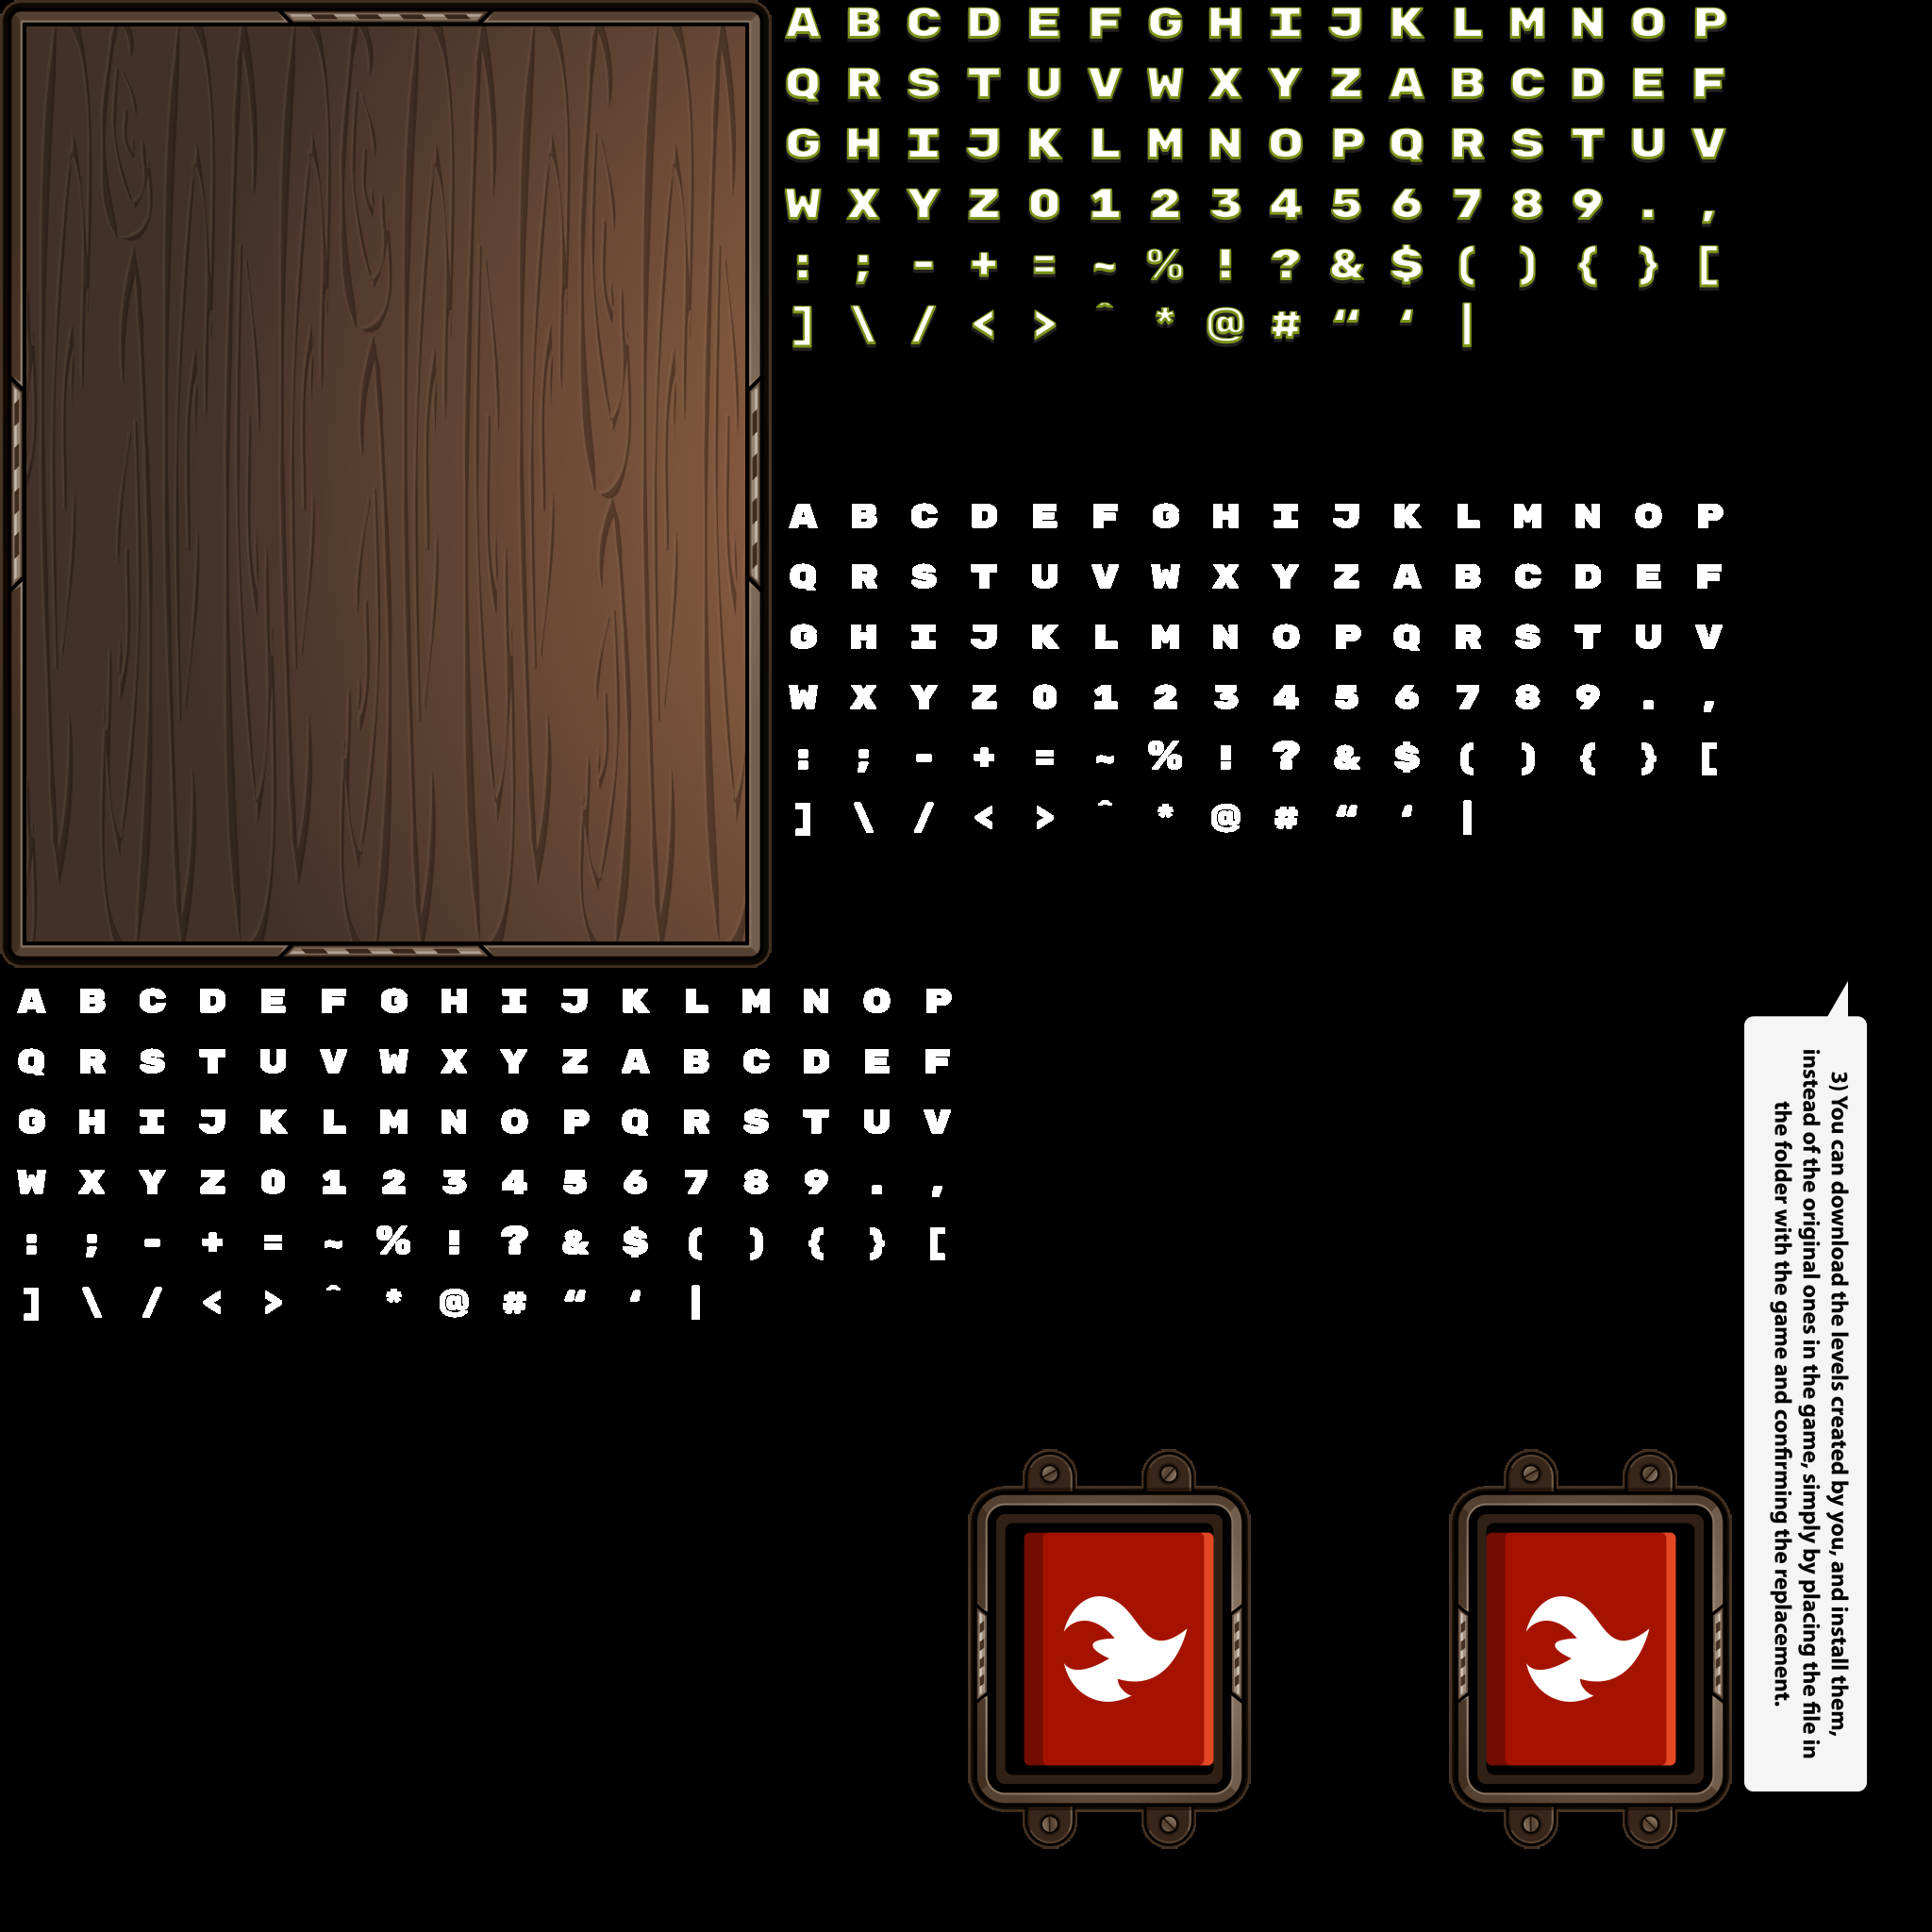 A B C D E F G H I J K L M N O P
Q R S T U V W X Y Z A B C D E F
G H I J K L M N O P Q R S T U V
W X Y Z 0 1 2 3 4 5 6 7 8 9 . ,
: ; - + = ~ % ! ? & $ ( ) { } [
] \ / < > ˆ * @ # “ ‘ |
A B C D E F G H I J K L M N O P
Q R S T U V W X Y Z A B C D E F
G H I J K L M N O P Q R S T U V
W X Y Z 0 1 2 3 4 5 6 7 8 9 . ,
: ; - + = ~ % ! ? & $ ( ) { } [
] \ / < > ˆ * @ # “ ‘ |
A B C D E F G H I J K L M N O P
Q R S T U V W X Y Z A B C D E F
G H I J K L M N O P Q R S T U V
W X Y Z 0 1 2 3 4 5 6 7 8 9 . ,
: ; - + = ~ % ! ? & $ ( ) { } [
] \ / < > ˆ * @ # “ ‘ |
3) You can download the levels created by you, and install them,
instead of the original ones in the game, simply by placing the file in
the folder with the game and confirming the replacement.